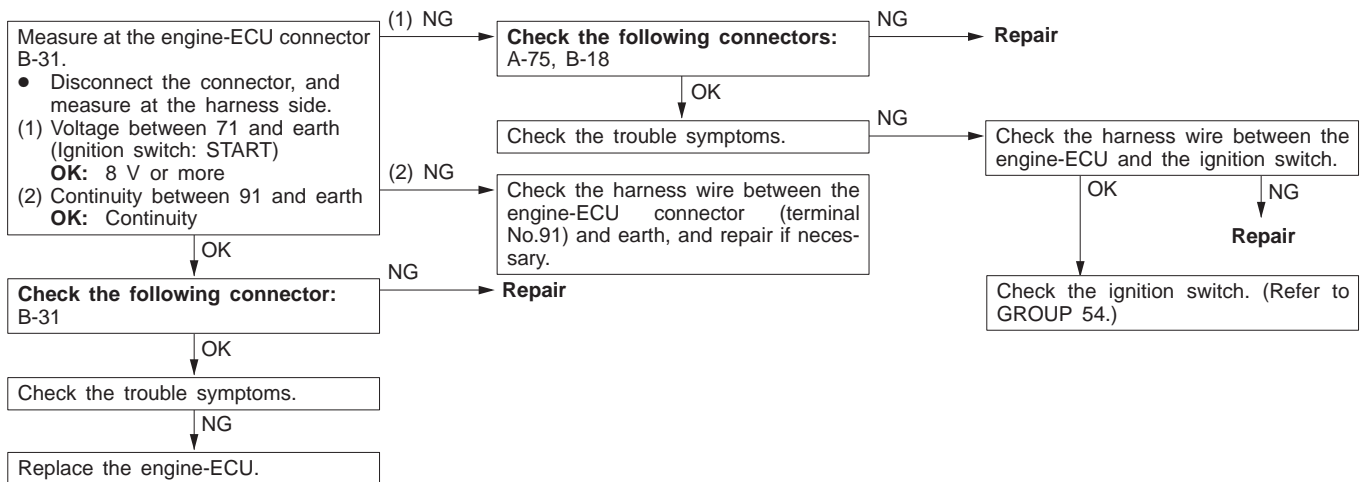 Measure at the engine-ECU connector
B-31.
● Disconnect the connector, and
measure at the harness side.
(1) Voltage between 71 and earth
(Ignition switch: START)
OK: 8 V or more
(2) Continuity between 91 and earth
OK: Continuity
(1) NG
Check the following connectors:
A-75, B-18
NG
Repair
OK
Check the trouble symptoms.
NG
Check the harness wire between the
engine-ECU and the ignition switch.
OK
NG
Repair
Check the ignition switch. (Refer to
GROUP 54.)
(2) NG
Check the harness wire between the
engine-ECU connector (terminal
No.91) and earth, and repair if neces-
sary.
OK
Check the following connector:
B-31
NG
Repair
OK
Check the trouble symptoms.
NG
Replace the engine-ECU.